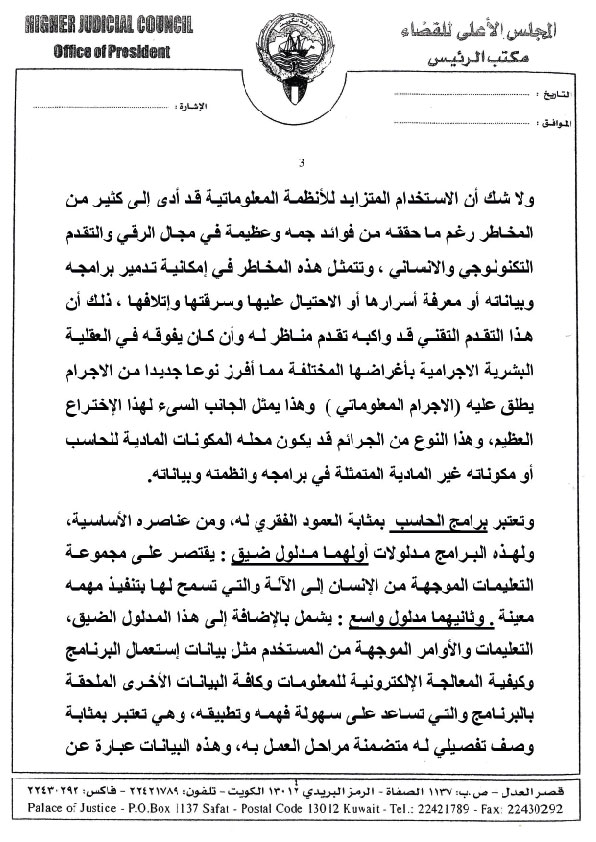 HIGHER JUDICIAL COUNCIL
Office of President
المجلس الأعلى للقضاء
مكتب الرئيس
التاريخ :
الموافق :
الإشارة :
3
ولا شك أن الاستخدام المتزايد للأنظمة المعلوماتية قد أدى إلى كثير من
المخاطر رغم ما حققه من فوائد جمه وعظيمة في مجال الرقي والتقدم
التكنولوجي والانساني ، وتتمثل هذه المخاطر في إمكانية تدمير برامجه
وبياناته أو معرفة أسرارها أو الاحتيال عليها وسرقتها وإتلافها ، ذلك أن
هذا التقدم التقني قد واكبه تقدم مناظر له وأن كان يفوقه في العقلية
البشرية الاجرامية بأغراضها المختلفة مما أفرز نوعا جديدا من الاجرام
يطلق عليه (الاجرام المعلوماتي ) وهذا يمثل الجانب السيء لهذا الإختراع
العظيم، وهذا النوع من الجرائم قد يكون محله المكونات المادية للحاسب
أو مكوناته غير المادية المتمثلة في برامجه وانظمته وبياناته.
وتعتبر برامج الحاسب بمثابة العمود الفقري له، ومن عناصره الأساسية،
ولهذه البرامج مدلولات أولهما مدلول ضيق : يقتصر على مجموعة
التعليمات الموجهة من الإنسان إلى الآلة والتي تسمح لها بتنفيذ مهمه
معينة . وثانيهما مدلول واسع : يشمل بالإضافة إلى هذا المدلول الضيق،
التعليمات والأوامر الموجهة من المستخدم مثل بيانات إستعمال البرنامج
وكيفية المعالجة الإلكترونية للمعلومات وكافة البيانات الأخرى الملحقة
بالبرنامج والتي تساعد على سهولة فهمه وتطبيقه، وهي تعتبر بمثابة
وصف تفصيلي له متضمنة مراحل العمل به، وهذه البيانات عبارة عن
قصر العدل - ص.ب: ١١٣٧ الصفاة - الرمز البريدي ١٣٠١٢ الكويت - تلفون: ٢٢٤٢١٧٨٩ - فاكس: ٢٢٤٣٠٢٩٢
Palace of Justice - P.O.Box 1137 Safat - Postal Code 13012 Kuwait - Tel.: 22421789 - Fax: 22430292